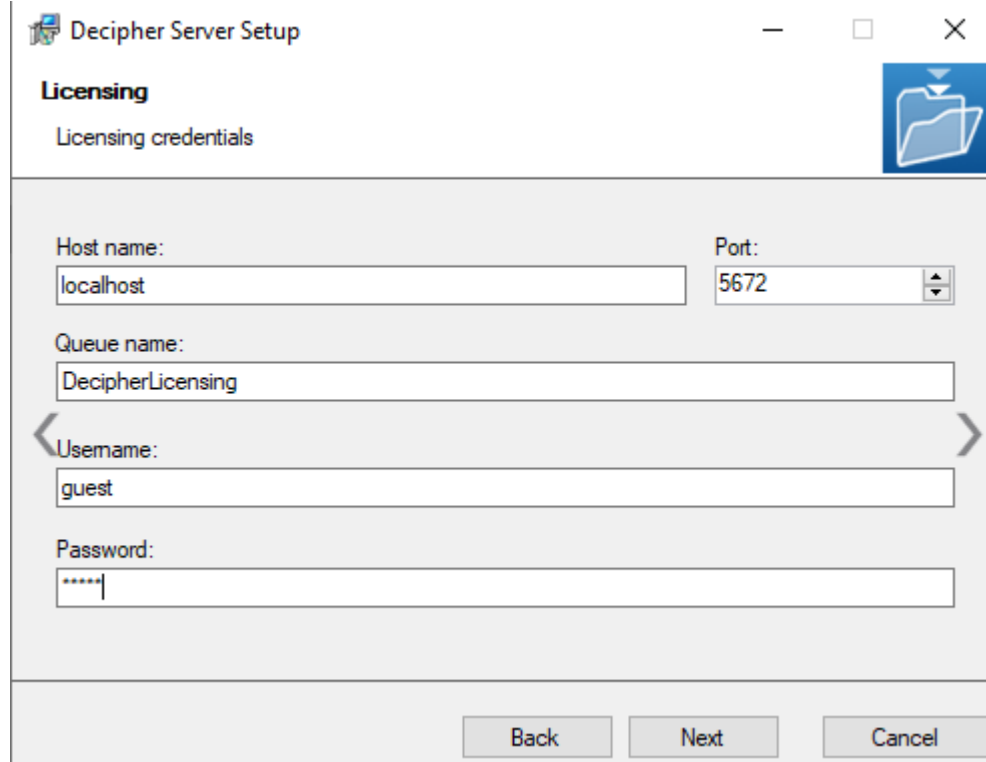 Decipher Server Setup
Licensing
Licensing credentials
Host name: Port:
localhost 5672
Queue name:
DecipherLicensing
Username:
guest
Password:
*****
Back Next Cancel